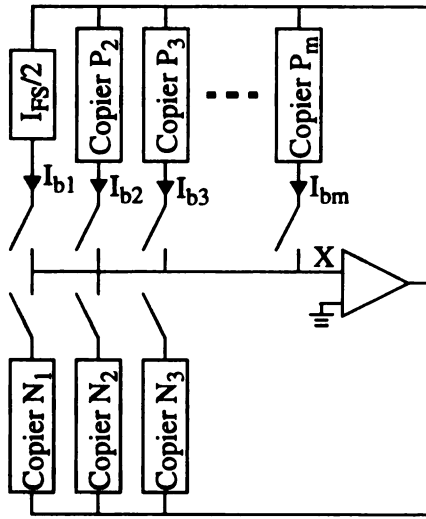 I_FS/2
Copier P_2
Copier P_3
Copier P_m
I_b1
I_b2
I_b3
I_bm
X
Copier N_1
Copier N_2
Copier N_3